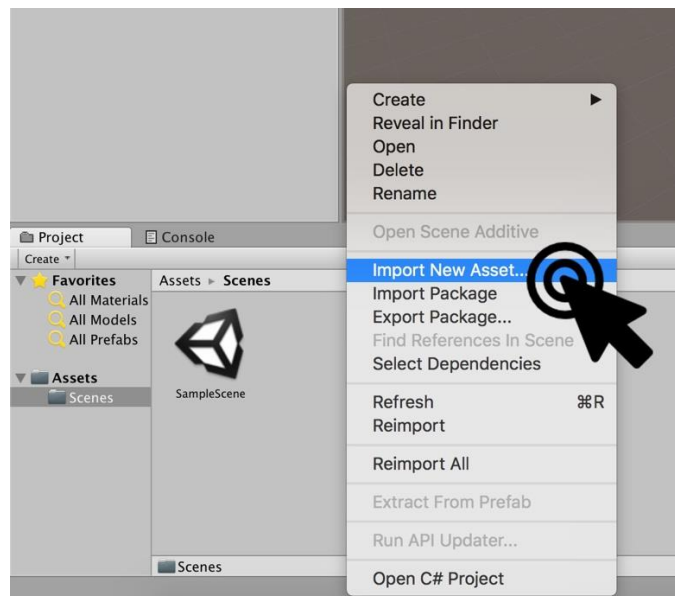 Create
Reveal in Finder
Open
Delete
Rename
Open Scene Additive
Import New Asset...
Import Package
Export Package...
Find References In Scene
Select Dependencies
Refresh ⌘R
Reimport
Reimport All
Extract From Prefab
Run API Updater...
Open C# Project
Project
Console
Create
Favorites
All Materials
All Models
All Prefabs
Assets
Scenes
Assets ▸ Scenes
SampleScene
Scenes